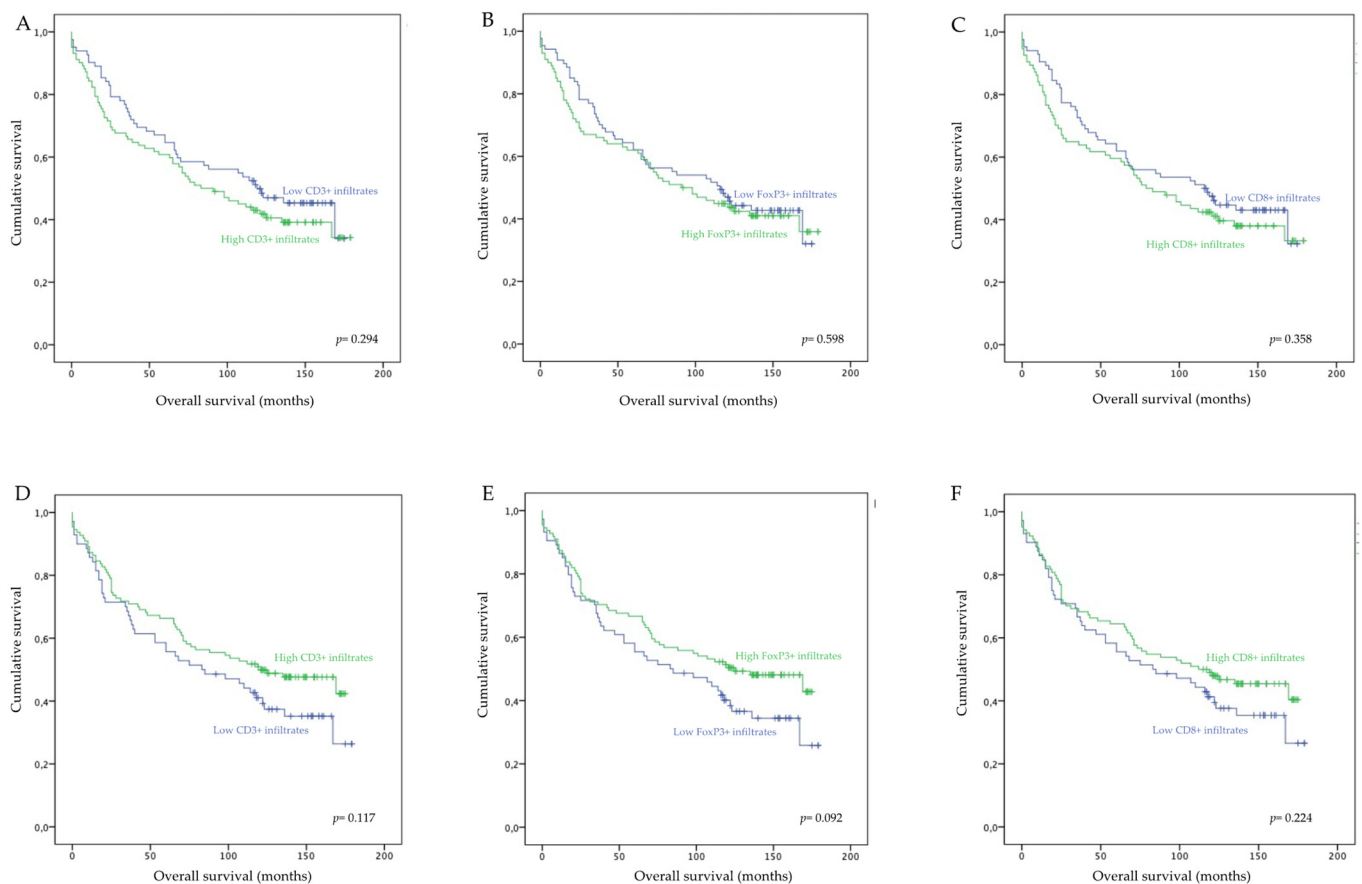 A
Cumulative survival
1,0
0,8
0,6
0,4
0,2
0,0
Low CD3+ infiltrates
High CD3+ infiltrates
p= 0.294
0 50 100 150 200
Overall survival (months)
B
Cumulative survival
1,0
0,8
0,6
0,4
0,2
0,0
Low FoxP3+ infiltrates
High FoxP3+ infiltrates
p= 0.598
0 50 100 150 200
Overall survival (months)
C
Cumulative survival
1,0
0,8
0,6
0,4
0,2
0,0
Low CD8+ infiltrates
High CD8+ infiltrates
p= 0.358
0 50 100 150 200
Overall survival (months)
D
Cumulative survival
1,0
0,8
0,6
0,4
0,2
0,0
High CD3+ infiltrates
Low CD3+ infiltrates
p= 0.117
0 50 100 150 200
Overall survival (months)
E
Cumulative survival
1,0
0,8
0,6
0,4
0,2
0,0
High FoxP3+ infiltrates
Low FoxP3+ infiltrates
p= 0.092
0 50 100 150 200
Overall survival (months)
F
Cumulative survival
1,0
0,8
0,6
0,4
0,2
0,0
High CD8+ infiltrates
Low CD8+ infiltrates
p= 0.224
0 50 100 150 200
Overall survival (months)